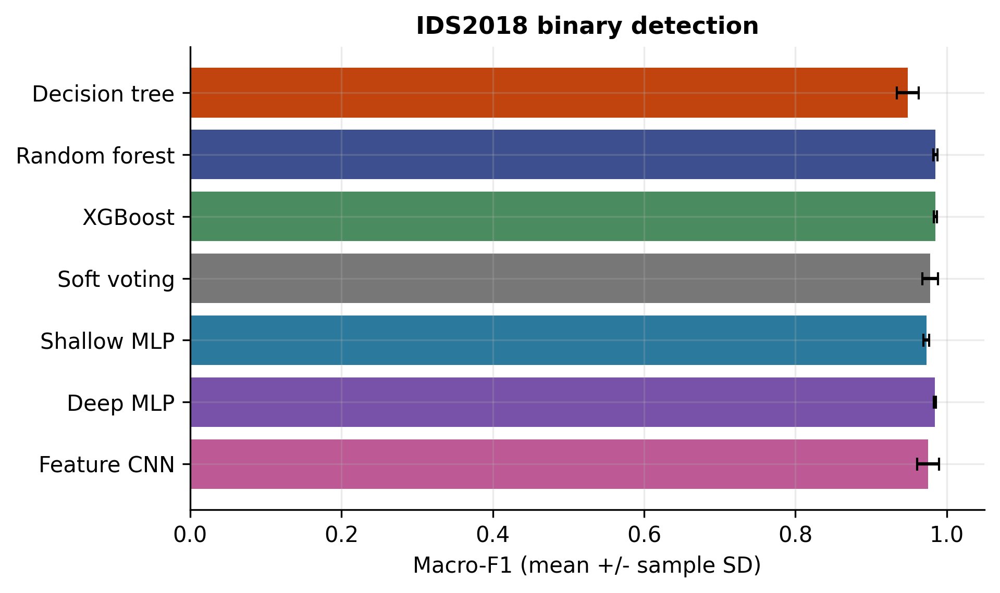 IDS2018 binary detection
Decision tree
Random forest
XGBoost
Soft voting
Shallow MLP
Deep MLP
Feature CNN
0.0 0.2 0.4 0.6 0.8 1.0
Macro-F1 (mean +/- sample SD)